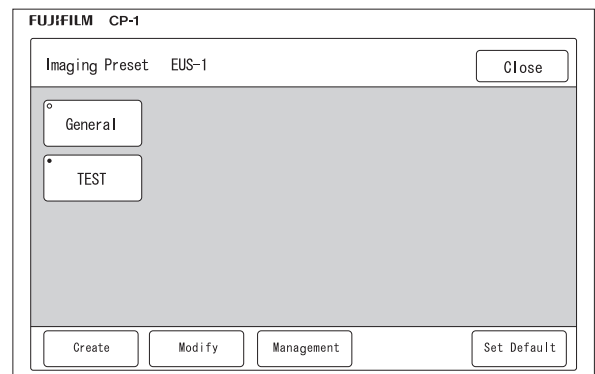 FUJIFILM CP-1
Imaging Preset EUS-1 Close
General
TEST
Create Modify Management Set Default